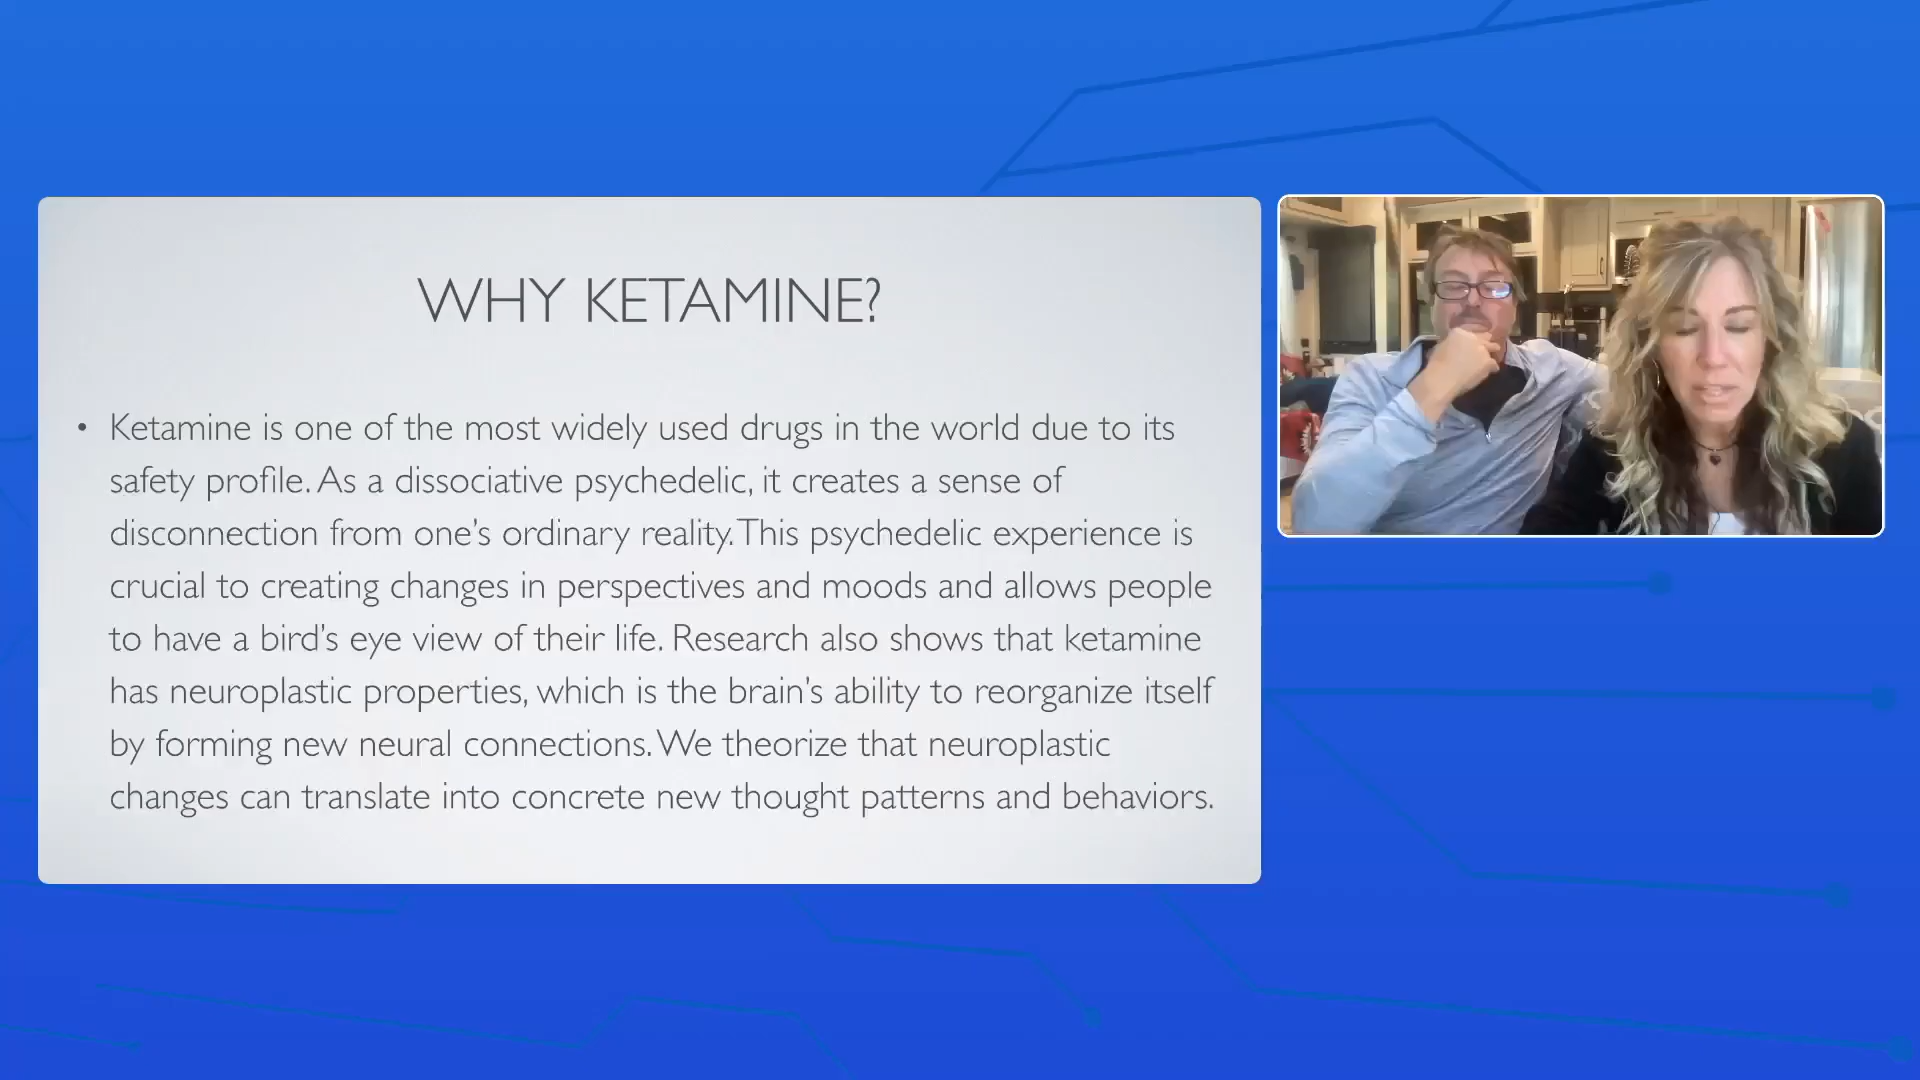 WHY KETAMINE?
• Ketamine is one of the most widely used drugs in the world due to its
safety profile. As a dissociative psychedelic, it creates a sense of
disconnection from one's ordinary reality. This psychedelic experience is
crucial to creating changes in perspectives and moods and allows people
to have a bird's eye view of their life. Research also shows that ketamine
has neuroplastic properties, which is the brain's ability to reorganize itself
by forming new neural connections. We theorize that neuroplastic
changes can translate into concrete new thought patterns and behaviors.